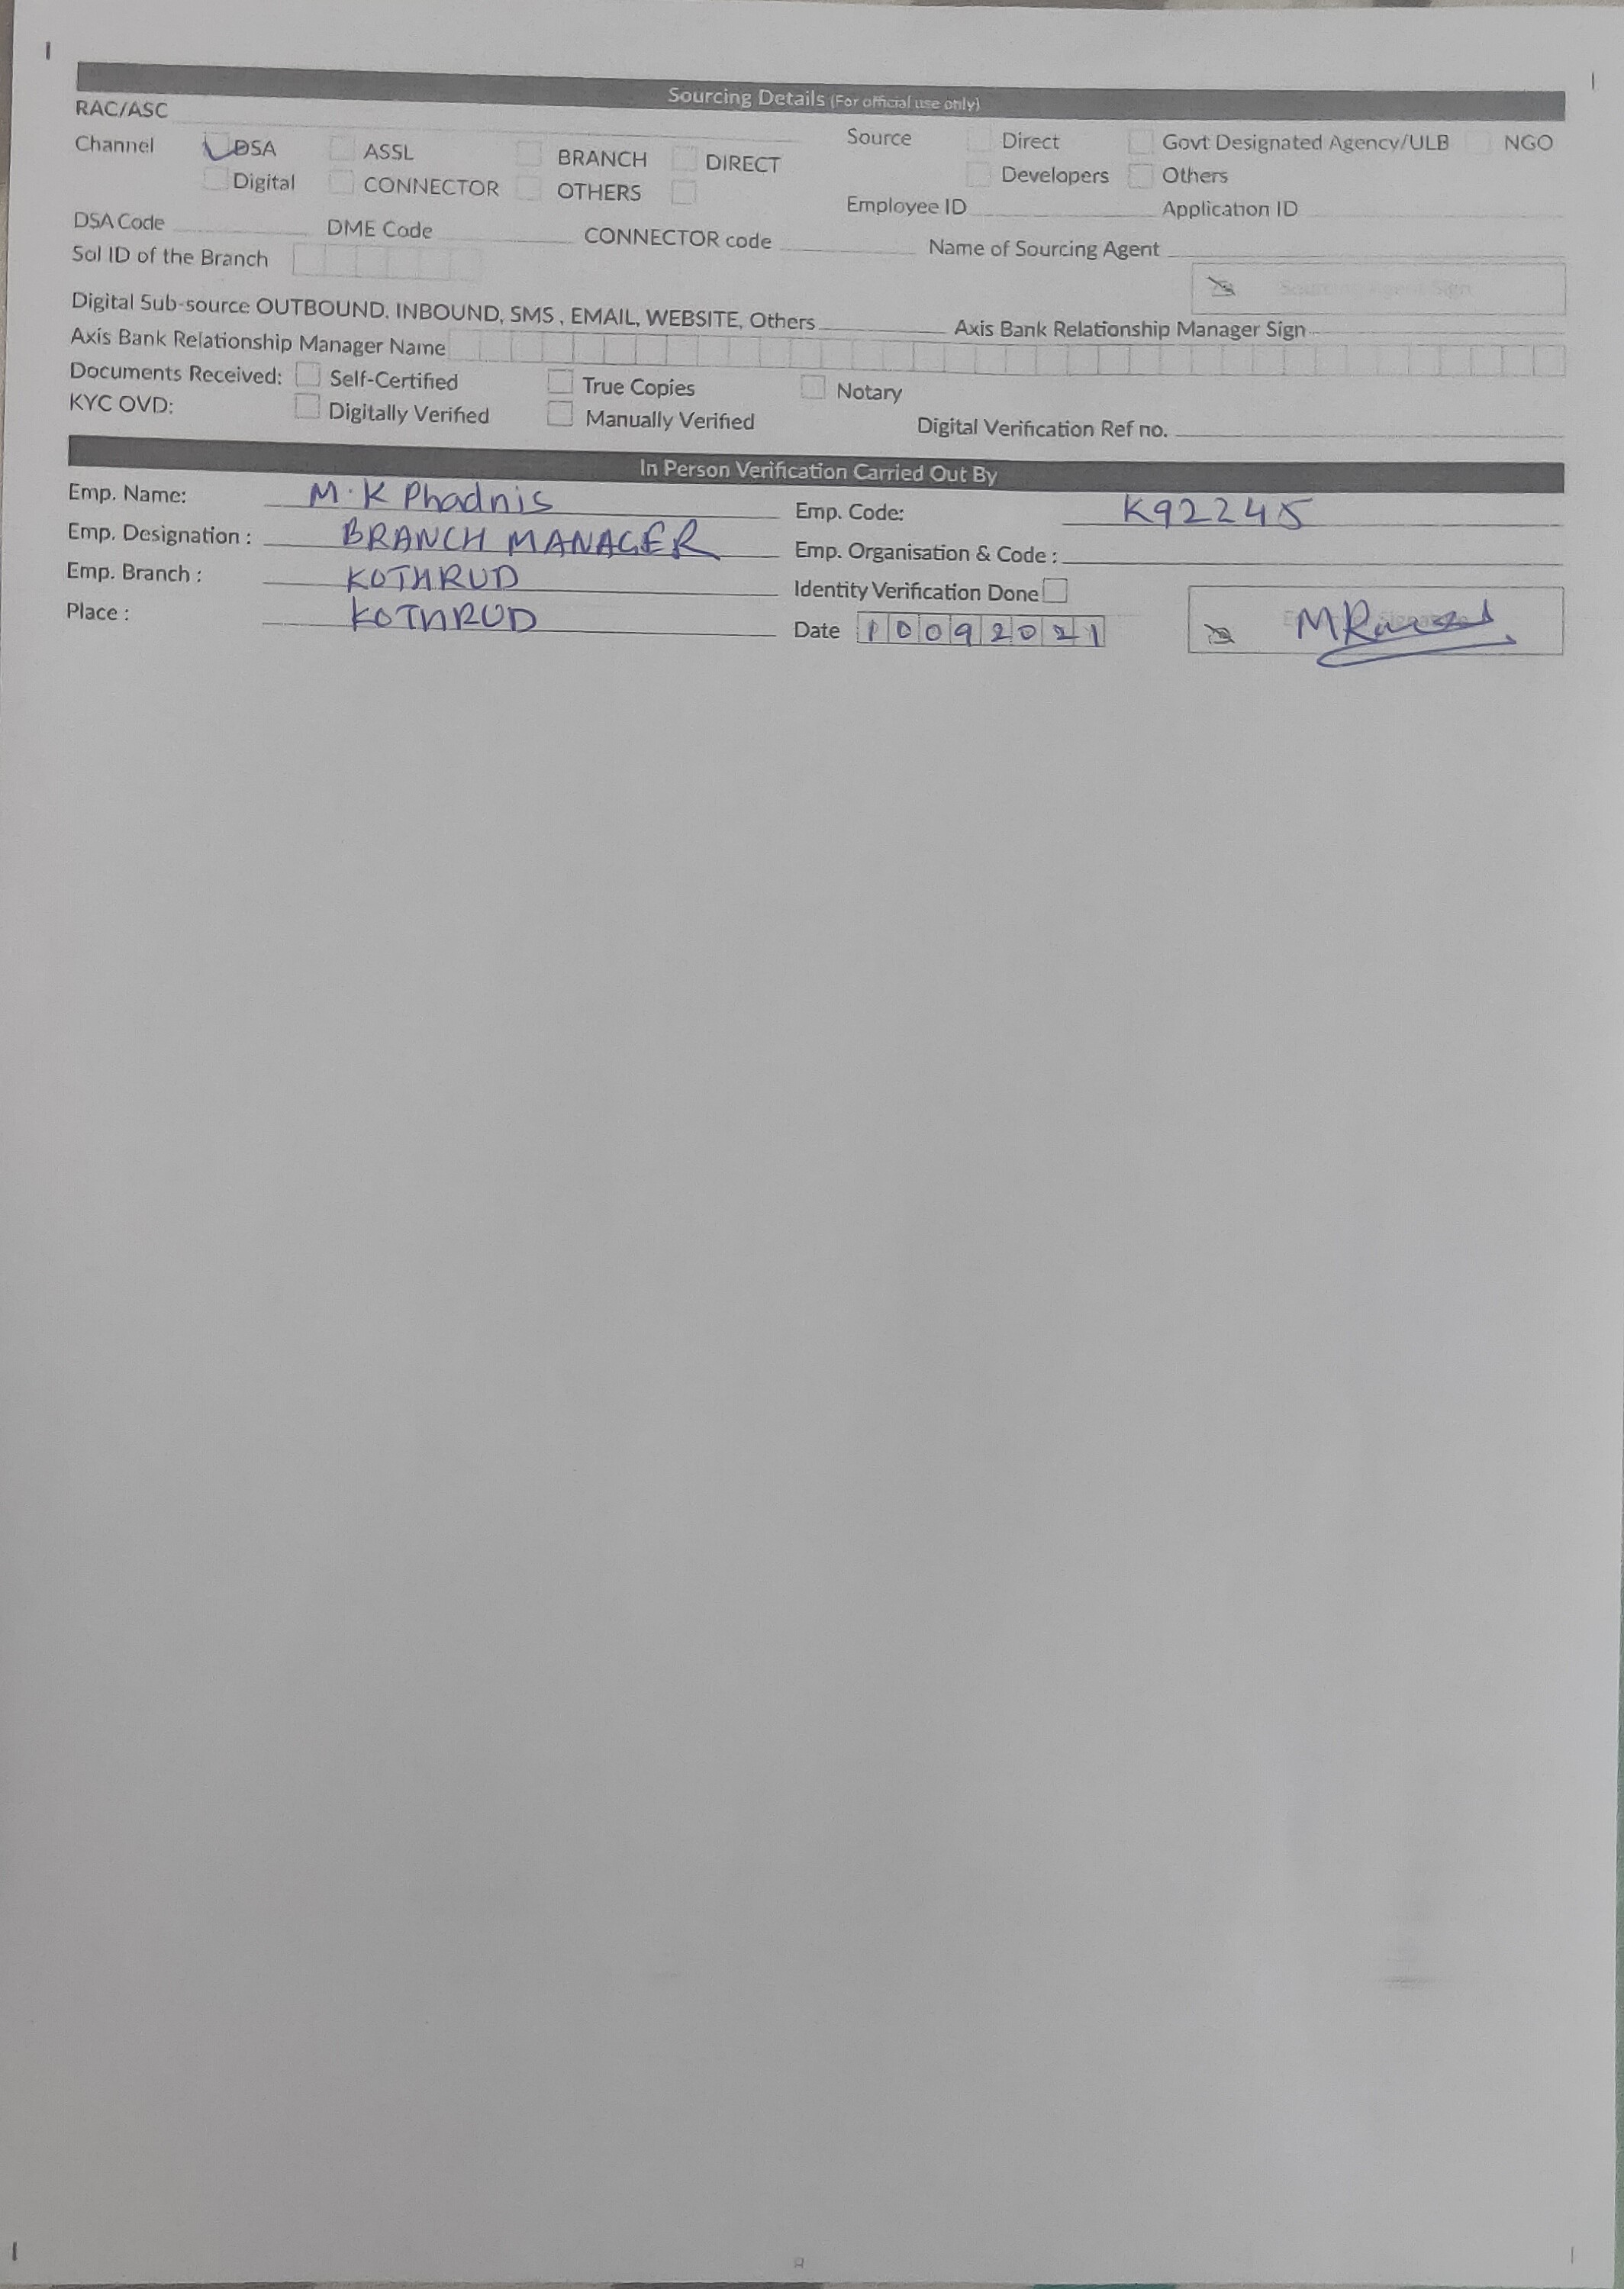 Sourcing Details (For official use only)
RAC/ASC
Channel DSA ASSL BRANCH DIRECT Source Direct Govt Designated Agency/ULB NGO
Digital CONNECTOR OTHERS Developers Others
Employee ID Application ID
DSA Code DME Code CONNECTOR code Name of Sourcing Agent
Sol ID of the Branch
Sourcing Agent Sign
Digital Sub-source OUTBOUND, INBOUND, SMS , EMAIL, WEBSITE, Others Axis Bank Relationship Manager Sign
Axis Bank Relationship Manager Name
Documents Received: Self-Certified True Copies Notary
KYC OVD: Digitally Verified Manually Verified Digital Verification Ref no.
In Person Verification Carried Out By
Emp. Name: M.K Phadnis Emp. Code: K92245
Emp. Designation : BRANCH MANAGER Emp. Organisation & Code :
Emp. Branch : KOTHRUD Identity Verification Done
Place : KOTHRUD Date 10092021
8